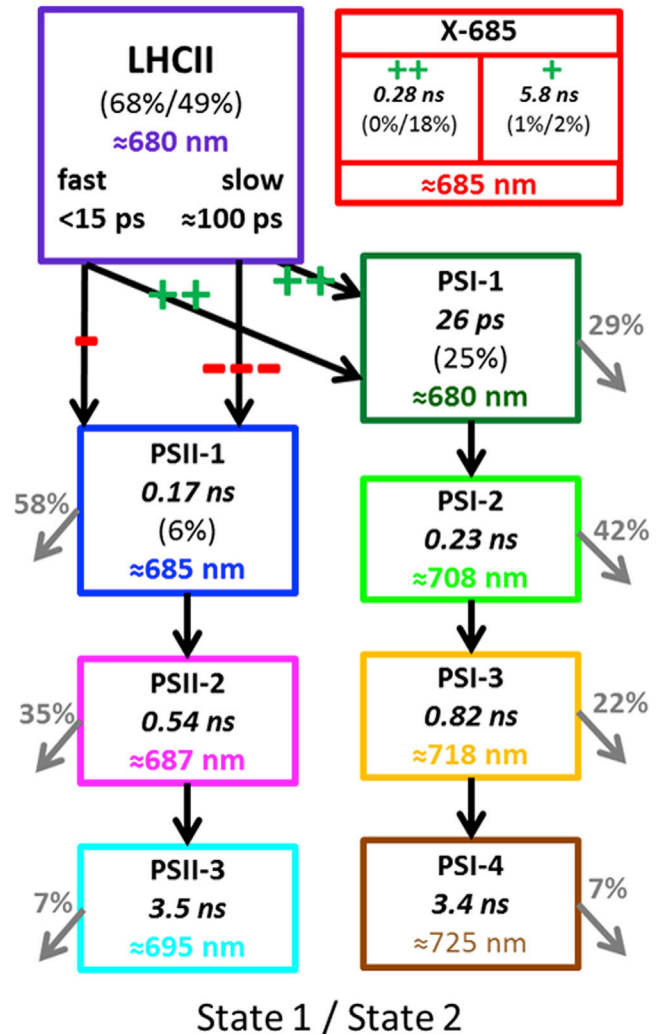 LHCII
(68%/49%)
≈680 nm
fast slow
<15 ps ≈100 ps
X-685
++ +
0.28 ns 5.8 ns
(0%/18%) (1%/2%)
≈685 nm
++ ++
- ---
PSI-1
26 ps
(25%)
≈680 nm
29%
PSII-1
0.17 ns
(6%)
≈685 nm
58%
PSI-2
0.23 ns
≈708 nm
42%
PSII-2
0.54 ns
≈687 nm
35%
PSI-3
0.82 ns
≈718 nm
22%
PSII-3
3.5 ns
≈695 nm
7%
PSI-4
3.4 ns
≈725 nm
7%
State 1 / State 2